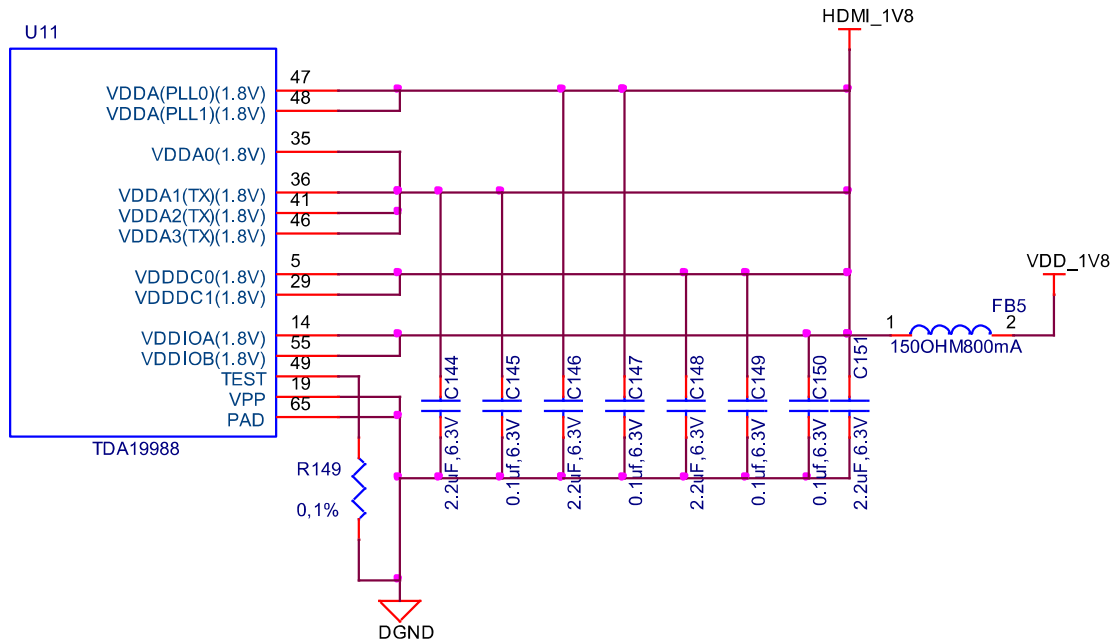 HDMI_1V8
U11
47
VDDA(PLL0)(1.8V)
48
VDDA(PLL1)(1.8V)
35
VDDA0(1.8V)
36
VDDA1(TX)(1.8V)
41
VDDA2(TX)(1.8V)
46
VDDA3(TX)(1.8V)
5
VDDDC0(1.8V)
29
VDDDC1(1.8V)
VDD_1V8
FB5
14
VDDIOA(1.8V)
1
2
150OHM800mA
55
VDDIOB(1.8V)
49
TEST
19
VPP
65
PAD
TDA19988
C144
C145
C146
C147
C148
C149
C150
C151
2.2uF,6.3V
0.1uf,6.3V
2.2uF,6.3V
0.1uf,6.3V
2.2uF,6.3V
0.1uf,6.3V
0.1uf,6.3V
2.2uF,6.3V
R149
0,1%
DGND